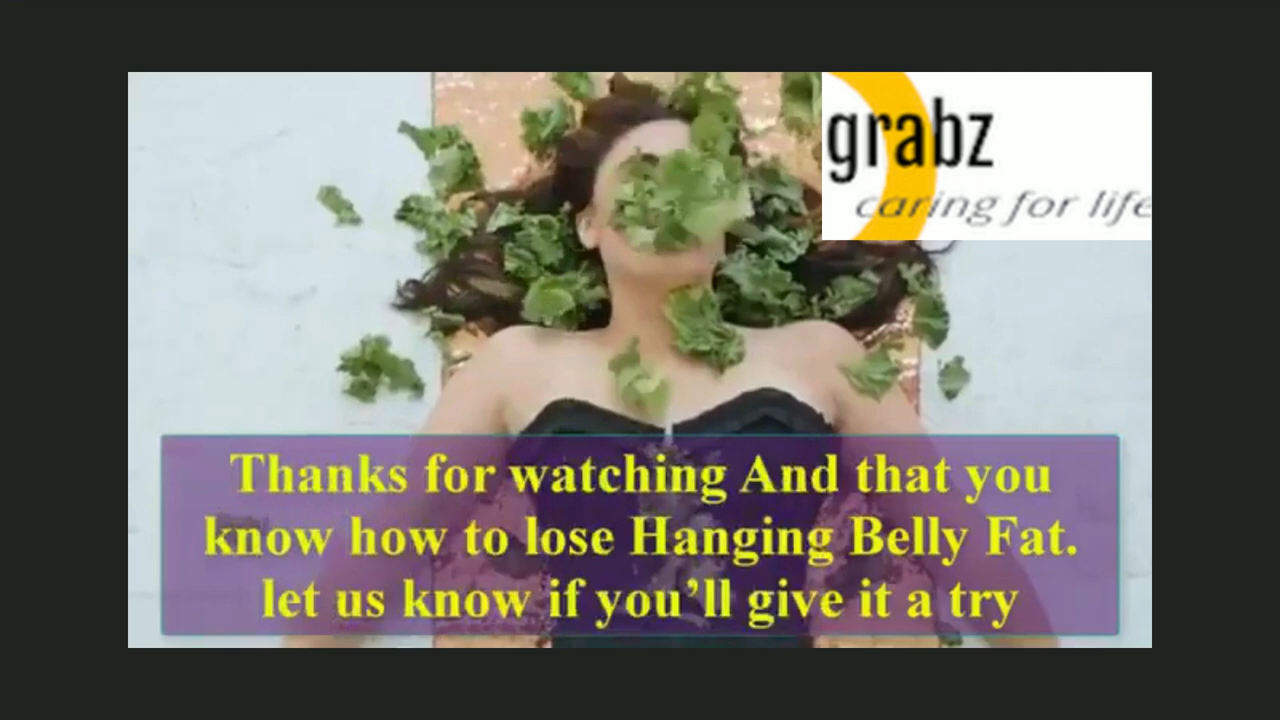 grabz
caring for life
Thanks for watching And that you
know how to lose Hanging Belly Fat.
let us know if you’ll give it a try